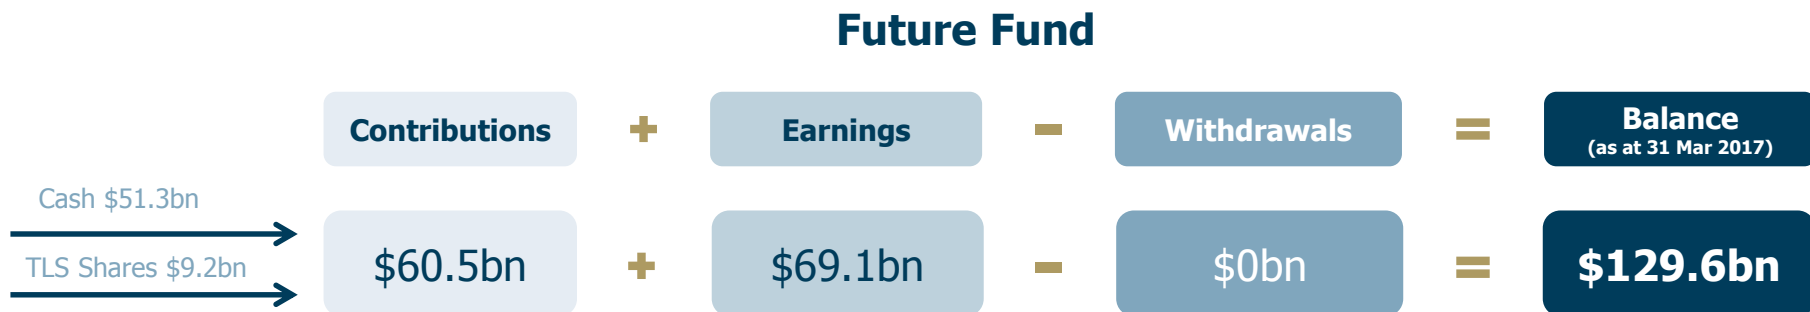 Future Fund
Contributions + Earnings − Withdrawals = Balance
(as at 31 Mar 2017)
Cash $51.3bn
TLS Shares $9.2bn
$60.5bn + $69.1bn − $0bn = $129.6bn